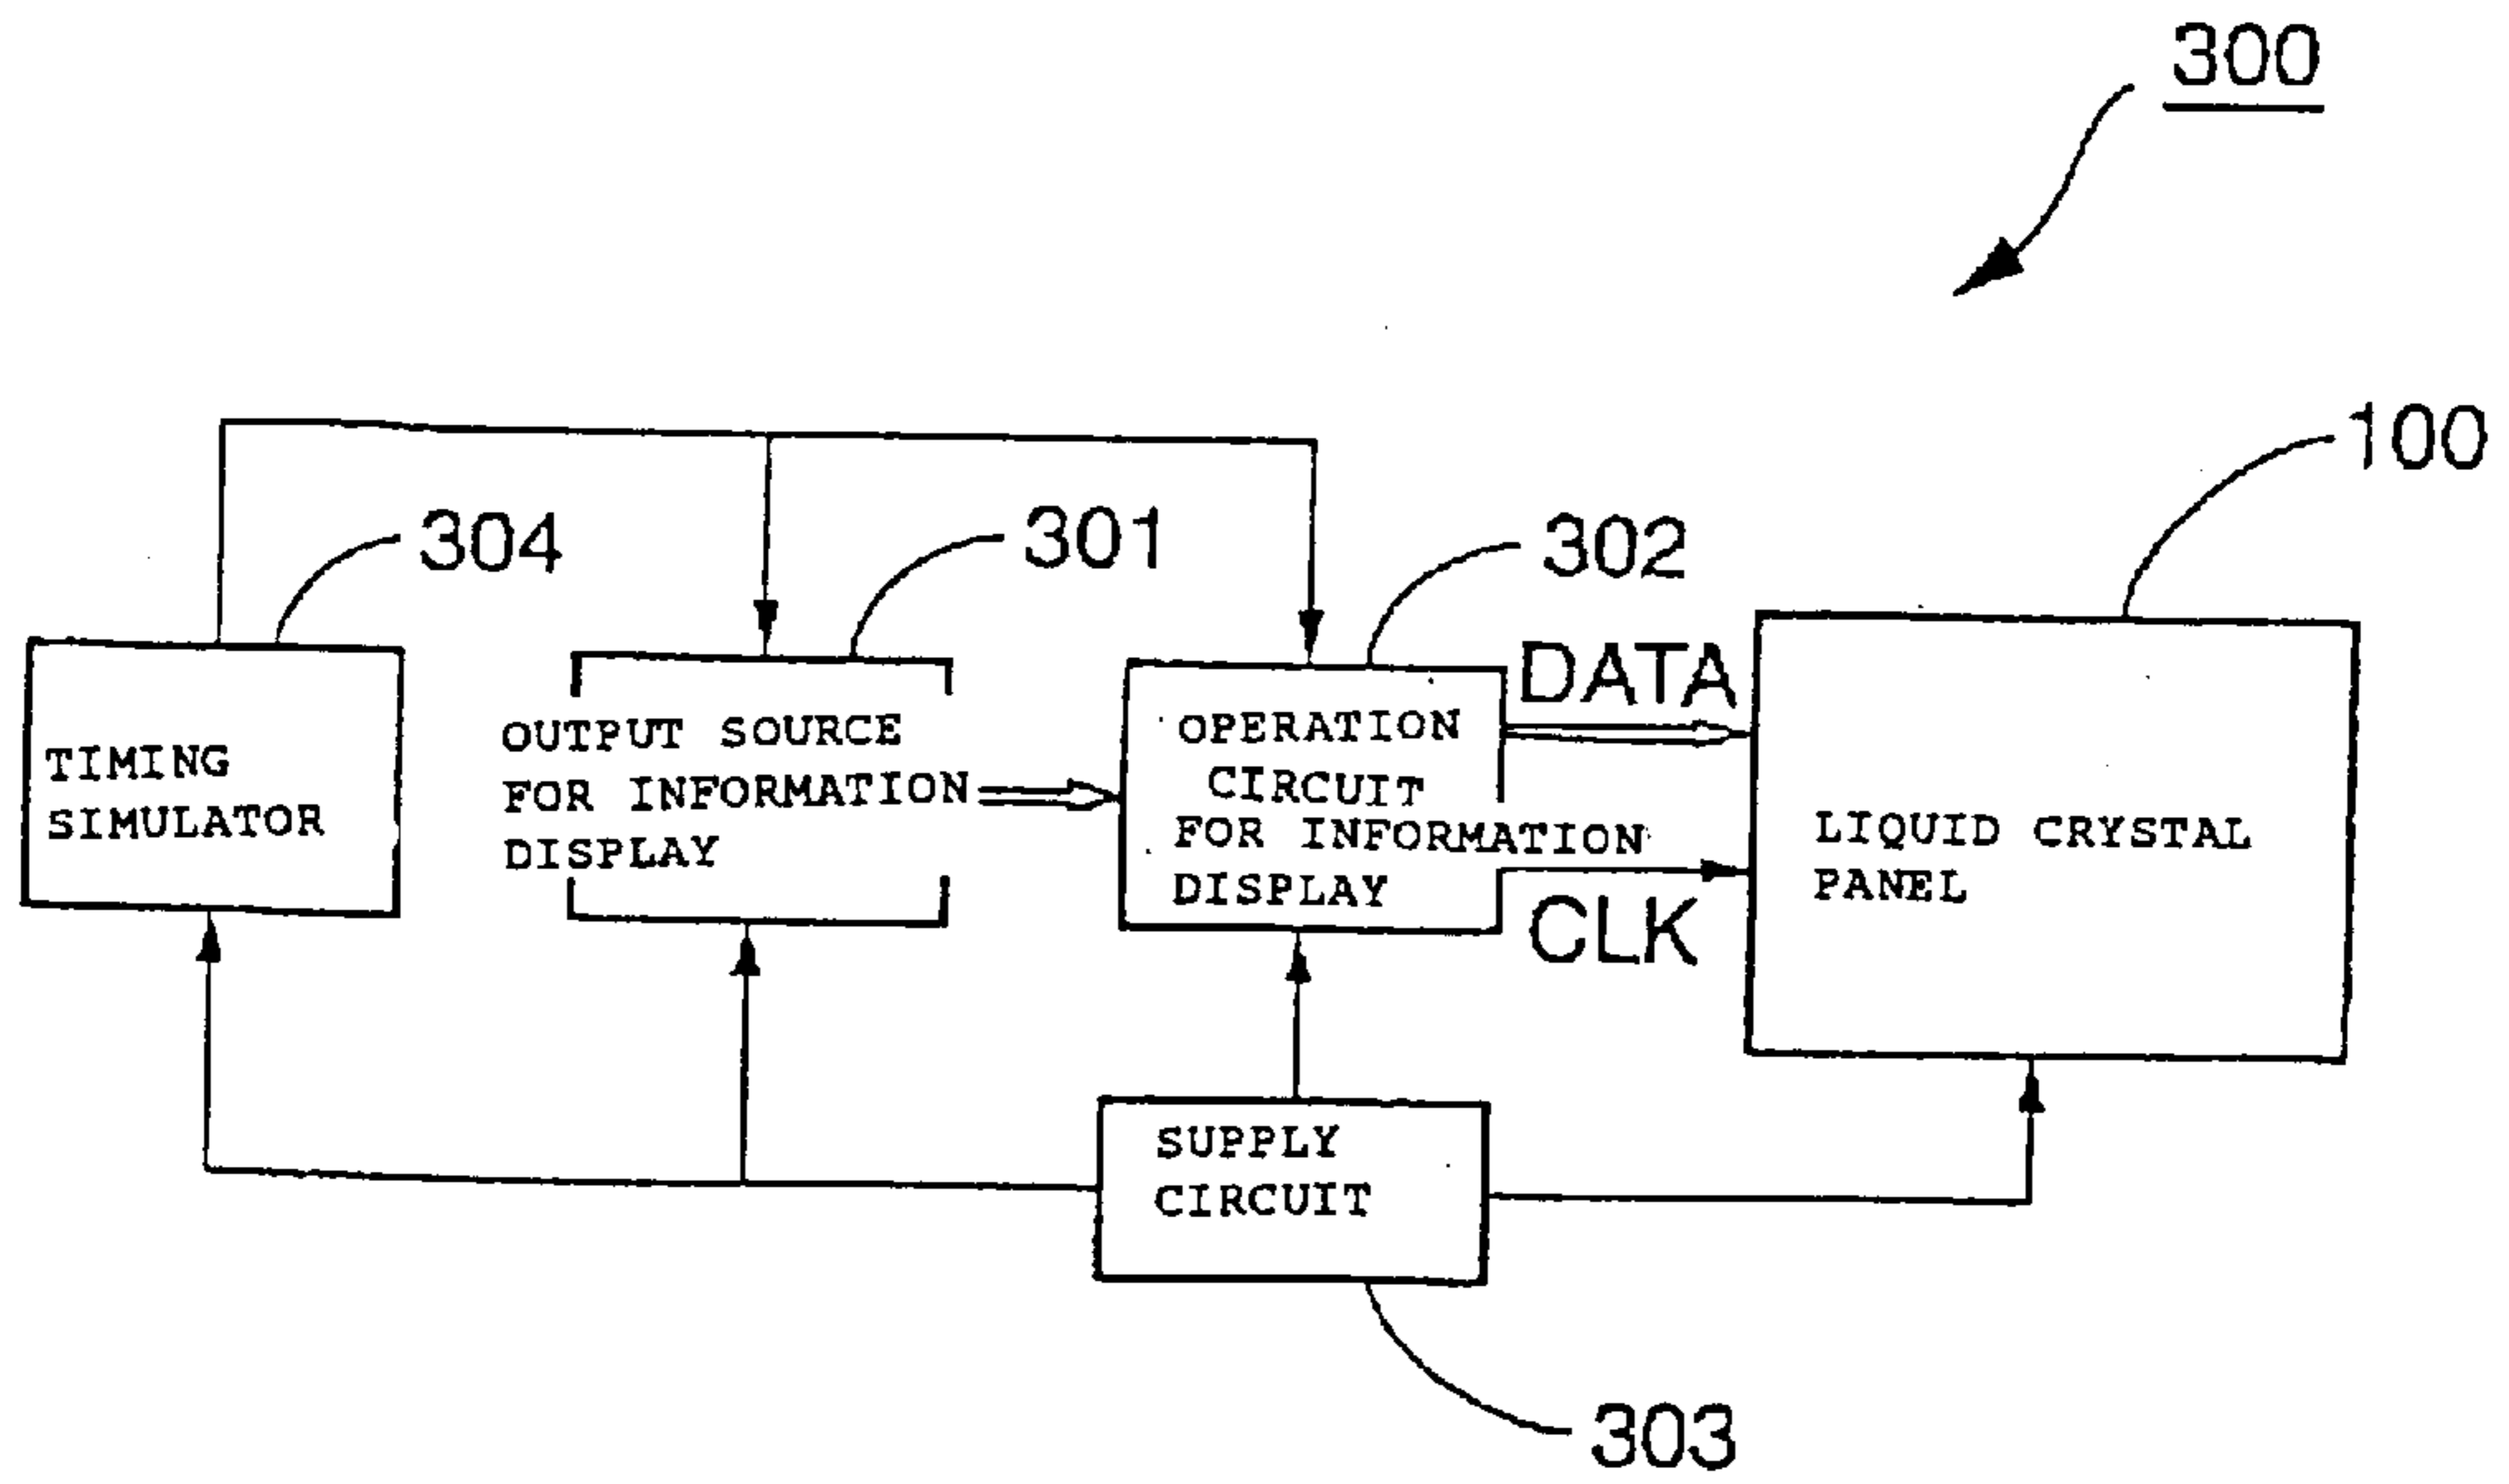 300
100
304
301
302
DATA
TIMING
SIMULATOR
OUTPUT SOURCE
FOR INFORMATION
DISPLAY
OPERATION
CIRCUIT
FOR INFORMATION
DISPLAY
CLK
LIQUID CRYSTAL
PANEL
SUPPLY
CIRCUIT
303